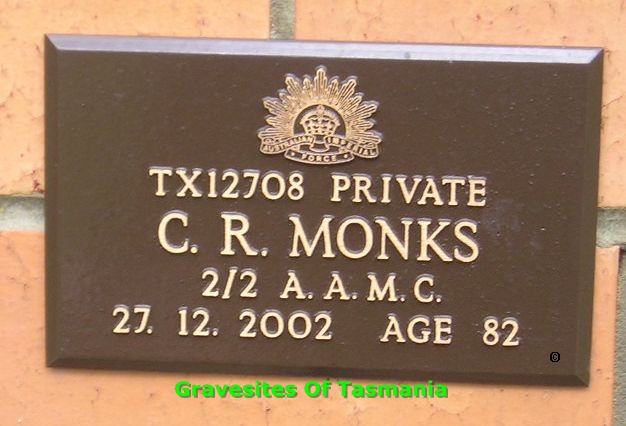 AUSTRALIAN IMPERIAL
FORCE
TX12708 PRIVATE
C. R. MONKS
2/2 A. A. M. C.
27. 12. 2002 AGE 82
Gravesites Of Tasmania